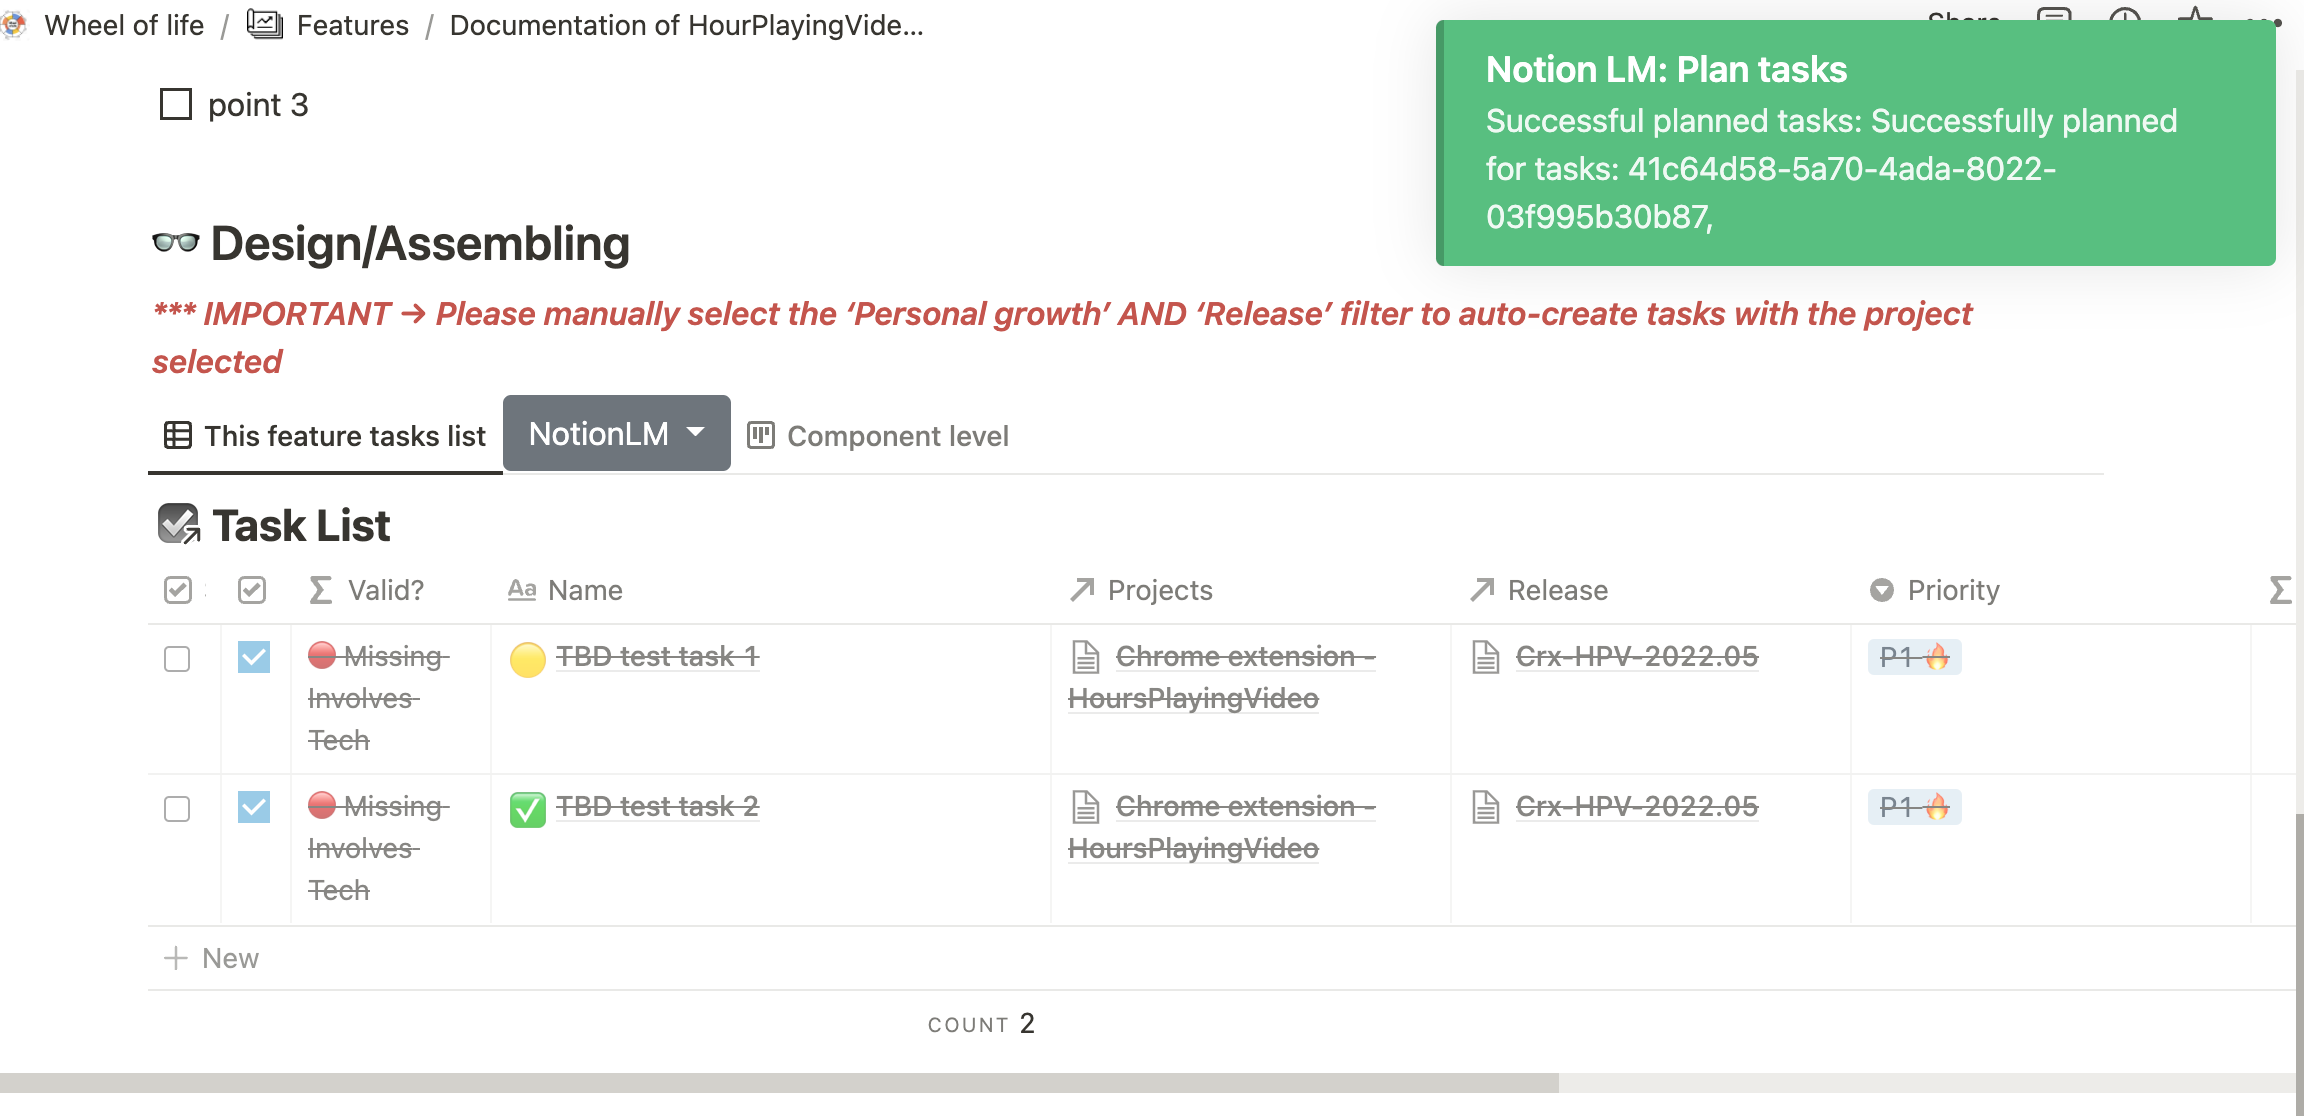 Wheel of life / Features / Documentation of HourPlayingVide...
Share
Notion LM: Plan tasks
Successful planned tasks: Successfully planned
for tasks: 41c64d58-5a70-4ada-8022-
03f995b30b87,
point 3
Design/Assembling
*** IMPORTANT → Please manually select the ‘Personal growth’ AND ‘Release’ filter to auto-create tasks with the project
selected
This feature tasks list NotionLM Component level
Task List
Σ Valid? Aa Name Projects Release Priority Σ
Missing TBD test task 1 Chrome extension - Crx-HPV-2022.05 P1
Involves HoursPlayingVideo
Tech
Missing TBD test task 2 Chrome extension - Crx-HPV-2022.05 P1
Involves HoursPlayingVideo
Tech
+ New
COUNT 2